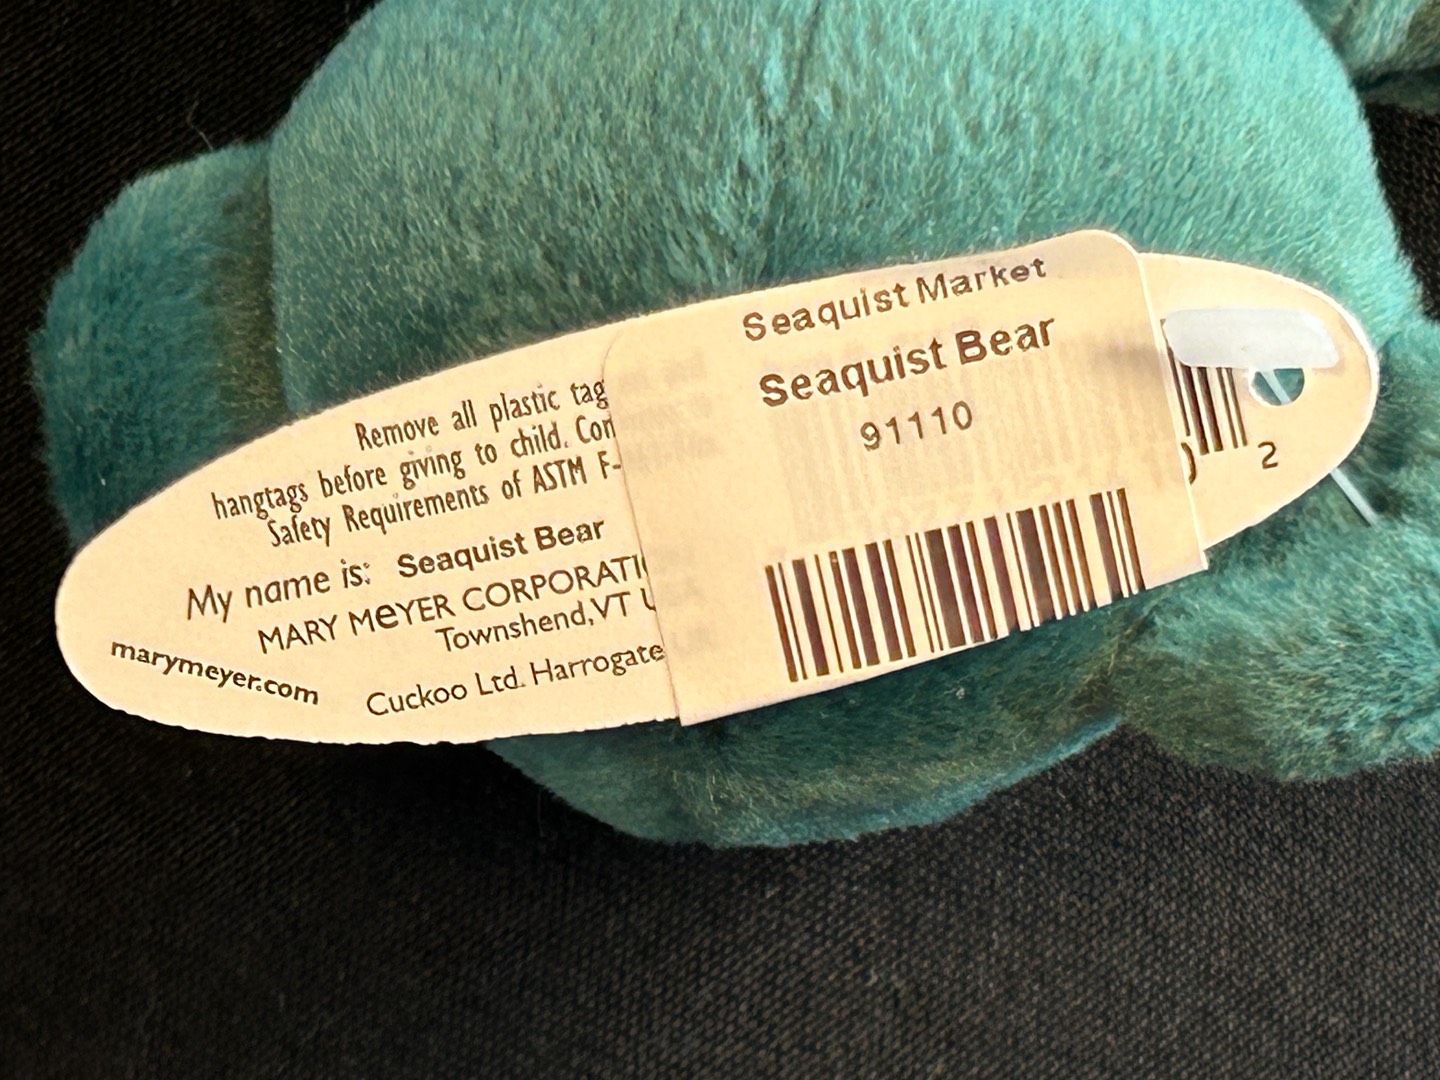 Remove all plastic tag
hangtags before giving to child. Con
Safety Requirements of ASTM F-
My name is: Seaquist Bear
MARY MEYER CORPORATI
Townshend, VT U
Cuckoo Ltd. Harrogate
marymeyer.com
Seaquist Market
Seaquist Bear
91110
2